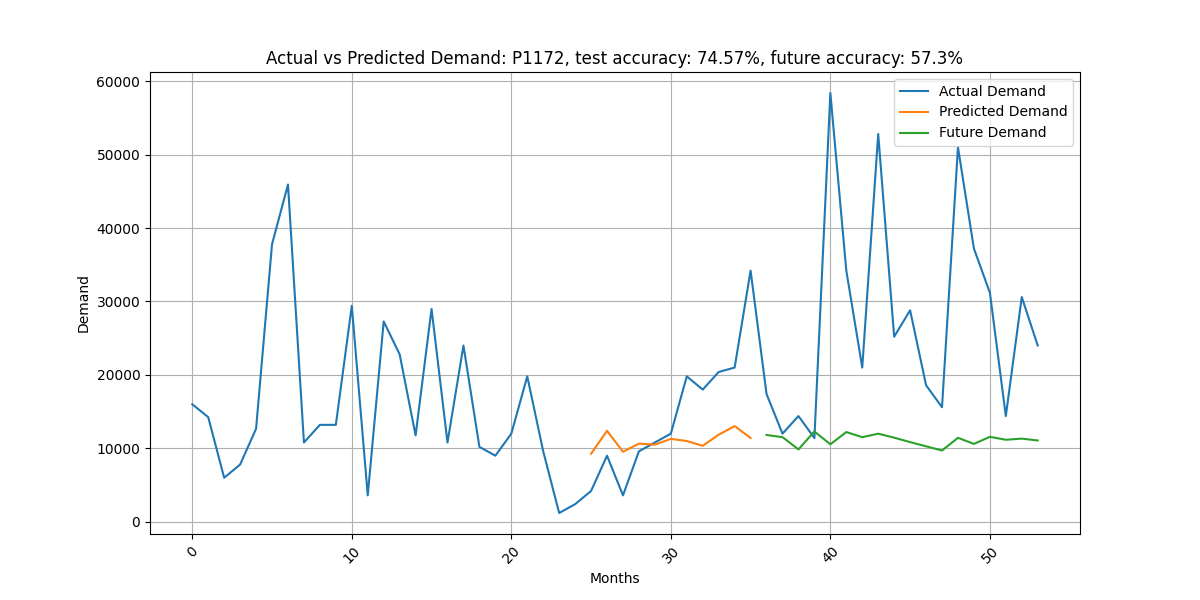 Actual vs Predicted Demand: P1172, test accuracy: 74.57%, future accuracy: 57.3%
Actual Demand
Predicted Demand
Future Demand
Demand
60000
50000
40000
30000
20000
10000
0
0 10 20 30 40 50
Months